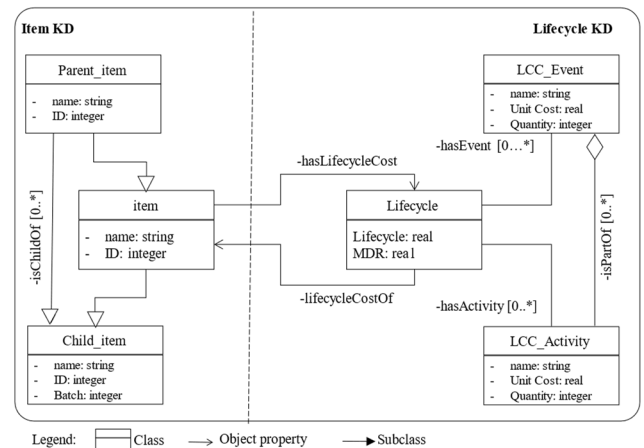 Item KD
Lifecycle KD
Parent_item
- name: string
- ID: integer
LCC_Event
- name: string
- Unit Cost: real
- Quantity: integer
-hasEvent [0…*]
-hasLifecycleCost
item
- name: string
- ID: integer
Lifecycle
Lifecycle: real
MDR: real
-isChildOf [0..*]
-isPartOf [0..*]
-lifecycleCostOf
-hasActivity [0..*]
Child_item
- name: string
- ID: integer
- Batch: integer
LCC_Activity
- name: string
- Unit Cost: real
- Quantity: integer
Legend: Class Object property Subclass